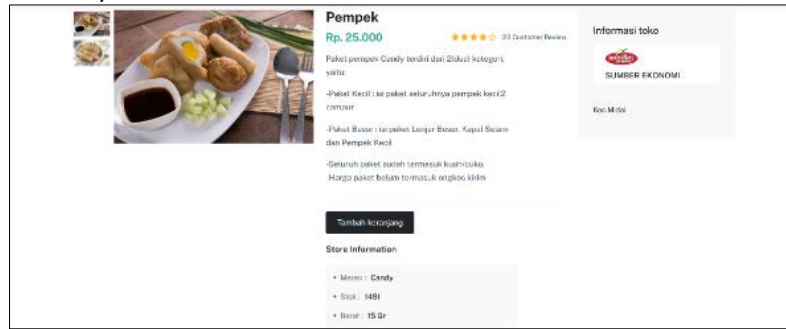 Pempek
Rp. 25.000
23 Customer Review
Paket pempek Candy terdiri dari 2(dua) kategori,
yaitu:
-Paket Kecil : isi paket seluruhnya pempek kecil2
campur
-Paket Besar : isi paket Lenjer Besar, Kapal Selam
dan Pempek Kecil
-Seluruh paket sudah termasuk kuah/cuko.
-Harga paket belum termasuk ongkos kirim
Tambah keranjang
Store Information
• Merek : Candy
• Stok :
• Berat : 15 Gr
Informasi toko
SUMBER EKONOMI
Kec.Midai